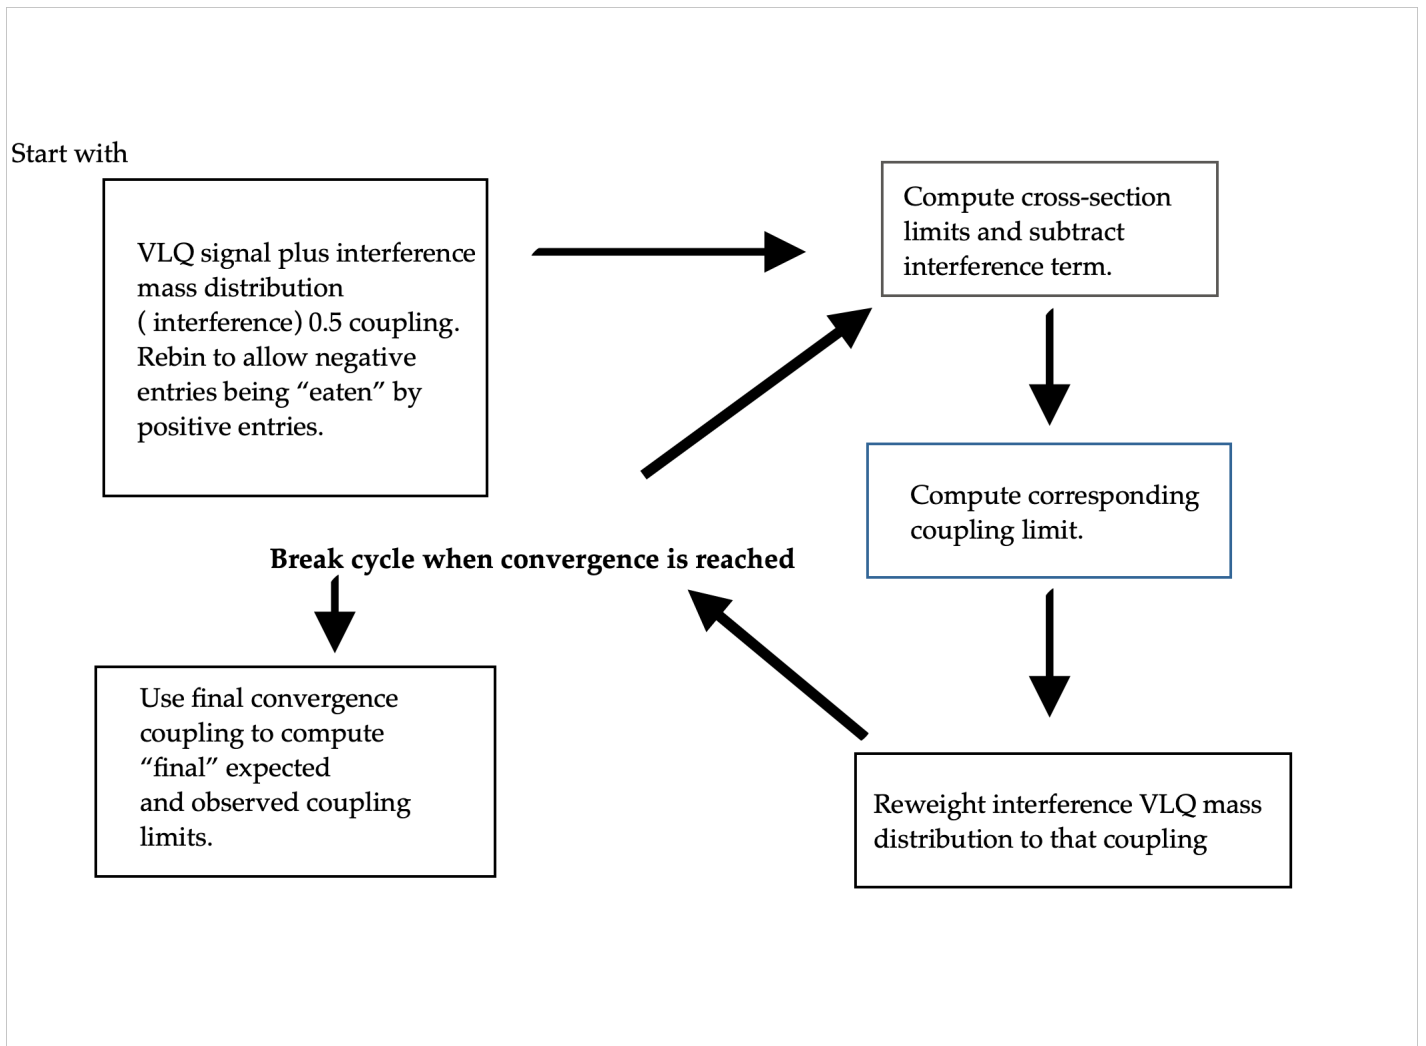 Start with
VLQ signal plus interference
mass distribution
( interference) 0.5 coupling.
Rebin to allow negative
entries being “eaten” by
positive entries.
Compute cross-section
limits and subtract
interference term.
Compute corresponding
coupling limit.
Reweight interference VLQ mass
distribution to that coupling
Break cycle when convergence is reached
Use final convergence
coupling to compute
“final” expected
and observed coupling
limits.